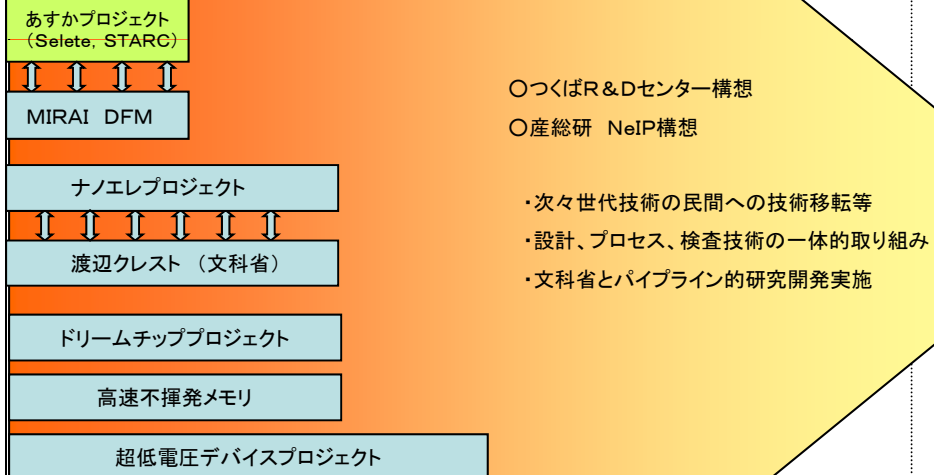 あすかプロジェクト
（Selete, STARC）
MIRAI DFM
ナノエレプロジェクト
渡辺クレスト （文科省）
ドリームチッププロジェクト
高速不揮発メモリ
超低電圧デバイスプロジェクト
○つくばＲ＆Ｄセンター構想
○産総研 NeIP構想
・次々世代技術の民間への技術移転等
・設計、プロセス、検査技術の一体的取り組み
・文科省とパイプライン的研究開発実施